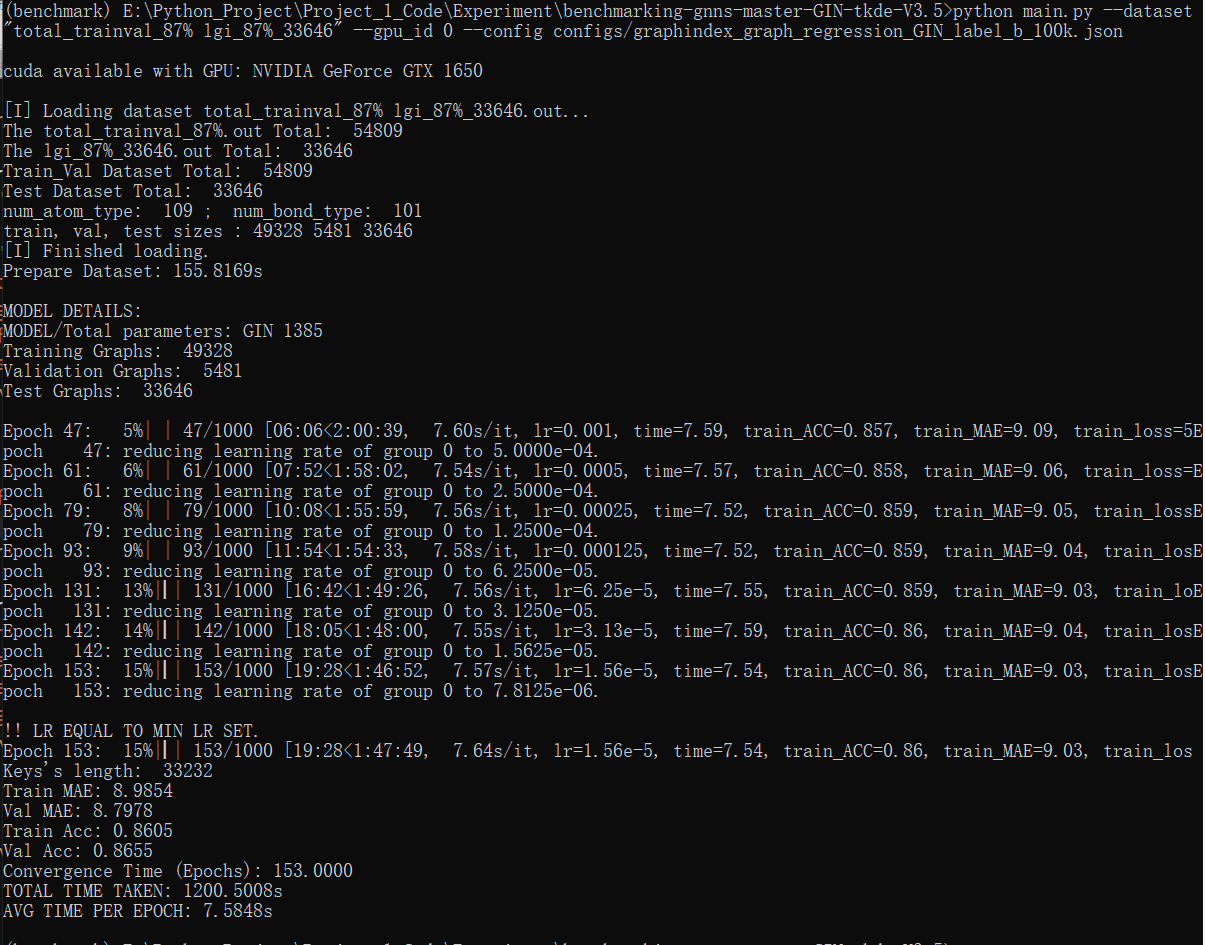 (benchmark) E:\Python_Project\Project_1_Code\Experiment\benchmarking-gnns-master-GIN-tkde-V3.5>python main.py --dataset
"total_trainval_87% lgi_87%_33646" --gpu_id 0 --config configs/graphindex_graph_regression_GIN_label_b_100k.json
cuda available with GPU: NVIDIA GeForce GTX 1650
[I] Loading dataset total_trainval_87% lgi_87%_33646.out...
The total_trainval_87%.out Total:  54809
The lgi_87%_33646.out Total:  33646
Train_Val Dataset Total:  54809
Test Dataset Total:  33646
num_atom_type:  109 ;  num_bond_type:  101
train, val, test sizes : 49328 5481 33646
[I] Finished loading.
Prepare Dataset: 155.8169s
MODEL DETAILS:
MODEL/Total parameters: GIN 1385
Training Graphs:  49328
Validation Graphs:  5481
Test Graphs:  33646
Epoch 47:   5%| | 47/1000 [06:06<2:00:39,  7.60s/it, lr=0.001, time=7.59, train_ACC=0.857, train_MAE=9.09, train_loss=5E
poch    47: reducing learning rate of group 0 to 5.0000e-04.
Epoch 61:   6%| | 61/1000 [07:52<1:58:02,  7.54s/it, lr=0.0005, time=7.57, train_ACC=0.858, train_MAE=9.06, train_loss=E
poch    61: reducing learning rate of group 0 to 2.5000e-04.
Epoch 79:   8%| | 79/1000 [10:08<1:55:59,  7.56s/it, lr=0.00025, time=7.52, train_ACC=0.859, train_MAE=9.05, train_lossE
poch    79: reducing learning rate of group 0 to 1.2500e-04.
Epoch 93:   9%| | 93/1000 [11:54<1:54:33,  7.58s/it, lr=0.000125, time=7.52, train_ACC=0.859, train_MAE=9.04, train_losE
poch    93: reducing learning rate of group 0 to 6.2500e-05.
Epoch 131:  13%|▎| 131/1000 [16:42<1:49:26,  7.56s/it, lr=6.25e-5, time=7.55, train_ACC=0.859, train_MAE=9.03, train_loE
poch   131: reducing learning rate of group 0 to 3.1250e-05.
Epoch 142:  14%|▎| 142/1000 [18:05<1:48:00,  7.55s/it, lr=3.13e-5, time=7.59, train_ACC=0.86, train_MAE=9.04, train_losE
poch   142: reducing learning rate of group 0 to 1.5625e-05.
Epoch 153:  15%|▎| 153/1000 [19:28<1:46:52,  7.57s/it, lr=1.56e-5, time=7.54, train_ACC=0.86, train_MAE=9.03, train_losE
poch   153: reducing learning rate of group 0 to 7.8125e-06.
!! LR EQUAL TO MIN LR SET.
Epoch 153:  15%|▎| 153/1000 [19:28<1:47:49,  7.64s/it, lr=1.56e-5, time=7.54, train_ACC=0.86, train_MAE=9.03, train_los
Keys's length:  33232
Train MAE: 8.9854
Val MAE: 8.7978
Train Acc: 0.8605
Val Acc: 0.8655
Convergence Time (Epochs): 153.0000
TOTAL TIME TAKEN: 1200.5008s
AVG TIME PER EPOCH: 7.5848s